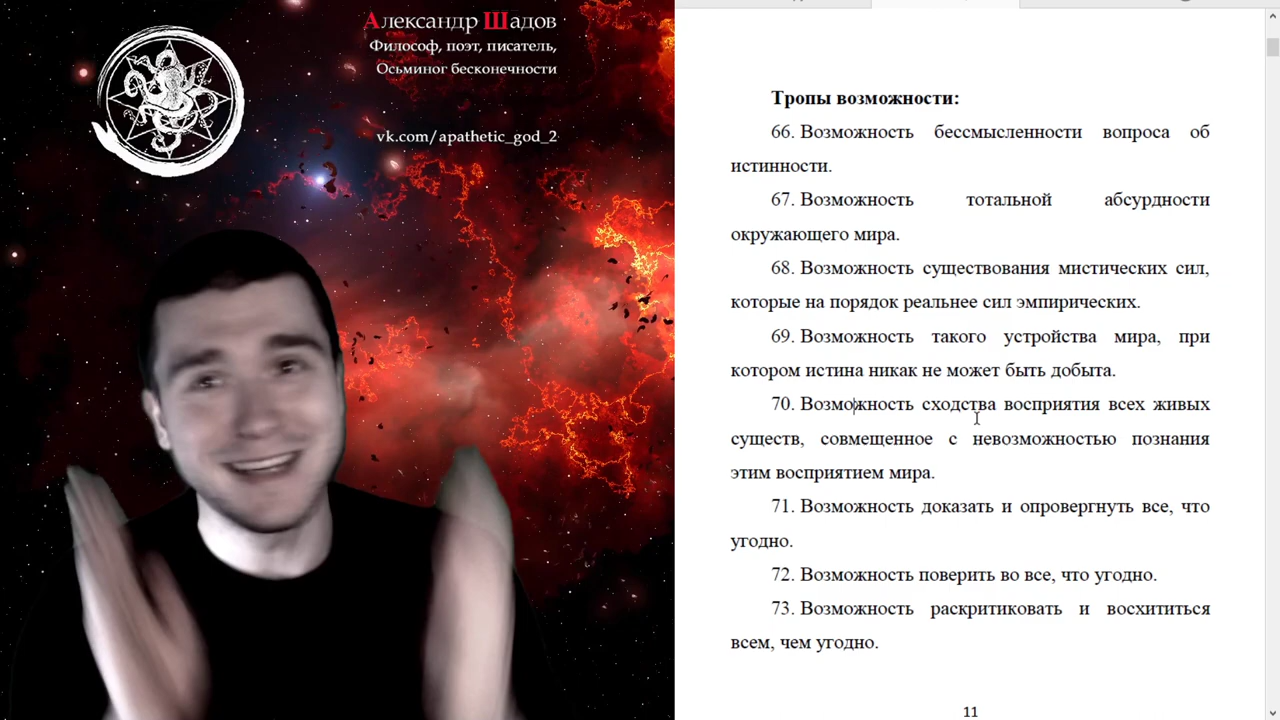 Александр Шадов
Философ, поэт, писатель,
Осьминог бесконечности
vk.com/apathetic_god_2
Тропы возможности:
66. Возможность бессмысленности вопроса об
истинности.
67. Возможность тотальной абсурдности
окружающего мира.
68. Возможность существования мистических сил,
которые на порядок реальнее сил эмпирических.
69. Возможность такого устройства мира, при
котором истина никак не может быть добыта.
70. Возможность сходства восприятия всех живых
существ, совмещенное с невозможностью познания
этим восприятием мира.
71. Возможность доказать и опровергнуть все, что
угодно.
72. Возможность поверить во все, что угодно.
73. Возможность раскритиковать и восхититься
всем, чем угодно.
11